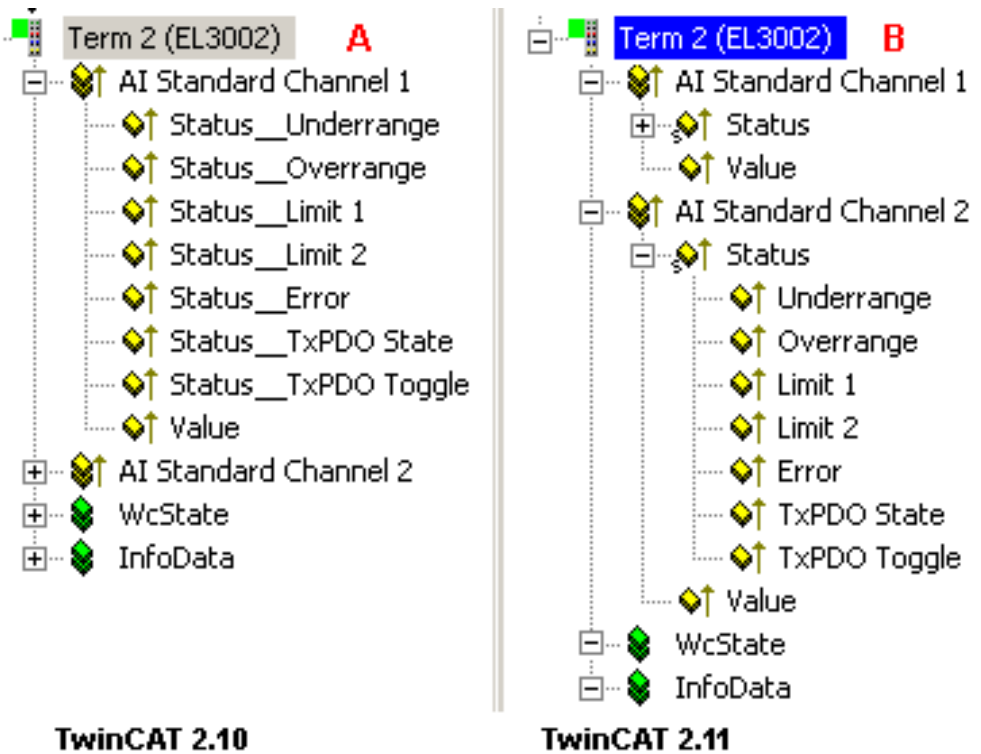 Term 2 (EL3002) A
AI Standard Channel 1
Status__Underrange
Status__Overrange
Status__Limit 1
Status__Limit 2
Status__Error
Status__TxPDO State
Status__TxPDO Toggle
Value
AI Standard Channel 2
WcState
InfoData
TwinCAT 2.10
Term 2 (EL3002) B
AI Standard Channel 1
Status
Value
AI Standard Channel 2
Status
Underrange
Overrange
Limit 1
Limit 2
Error
TxPDO State
TxPDO Toggle
Value
WcState
InfoData
TwinCAT 2.11